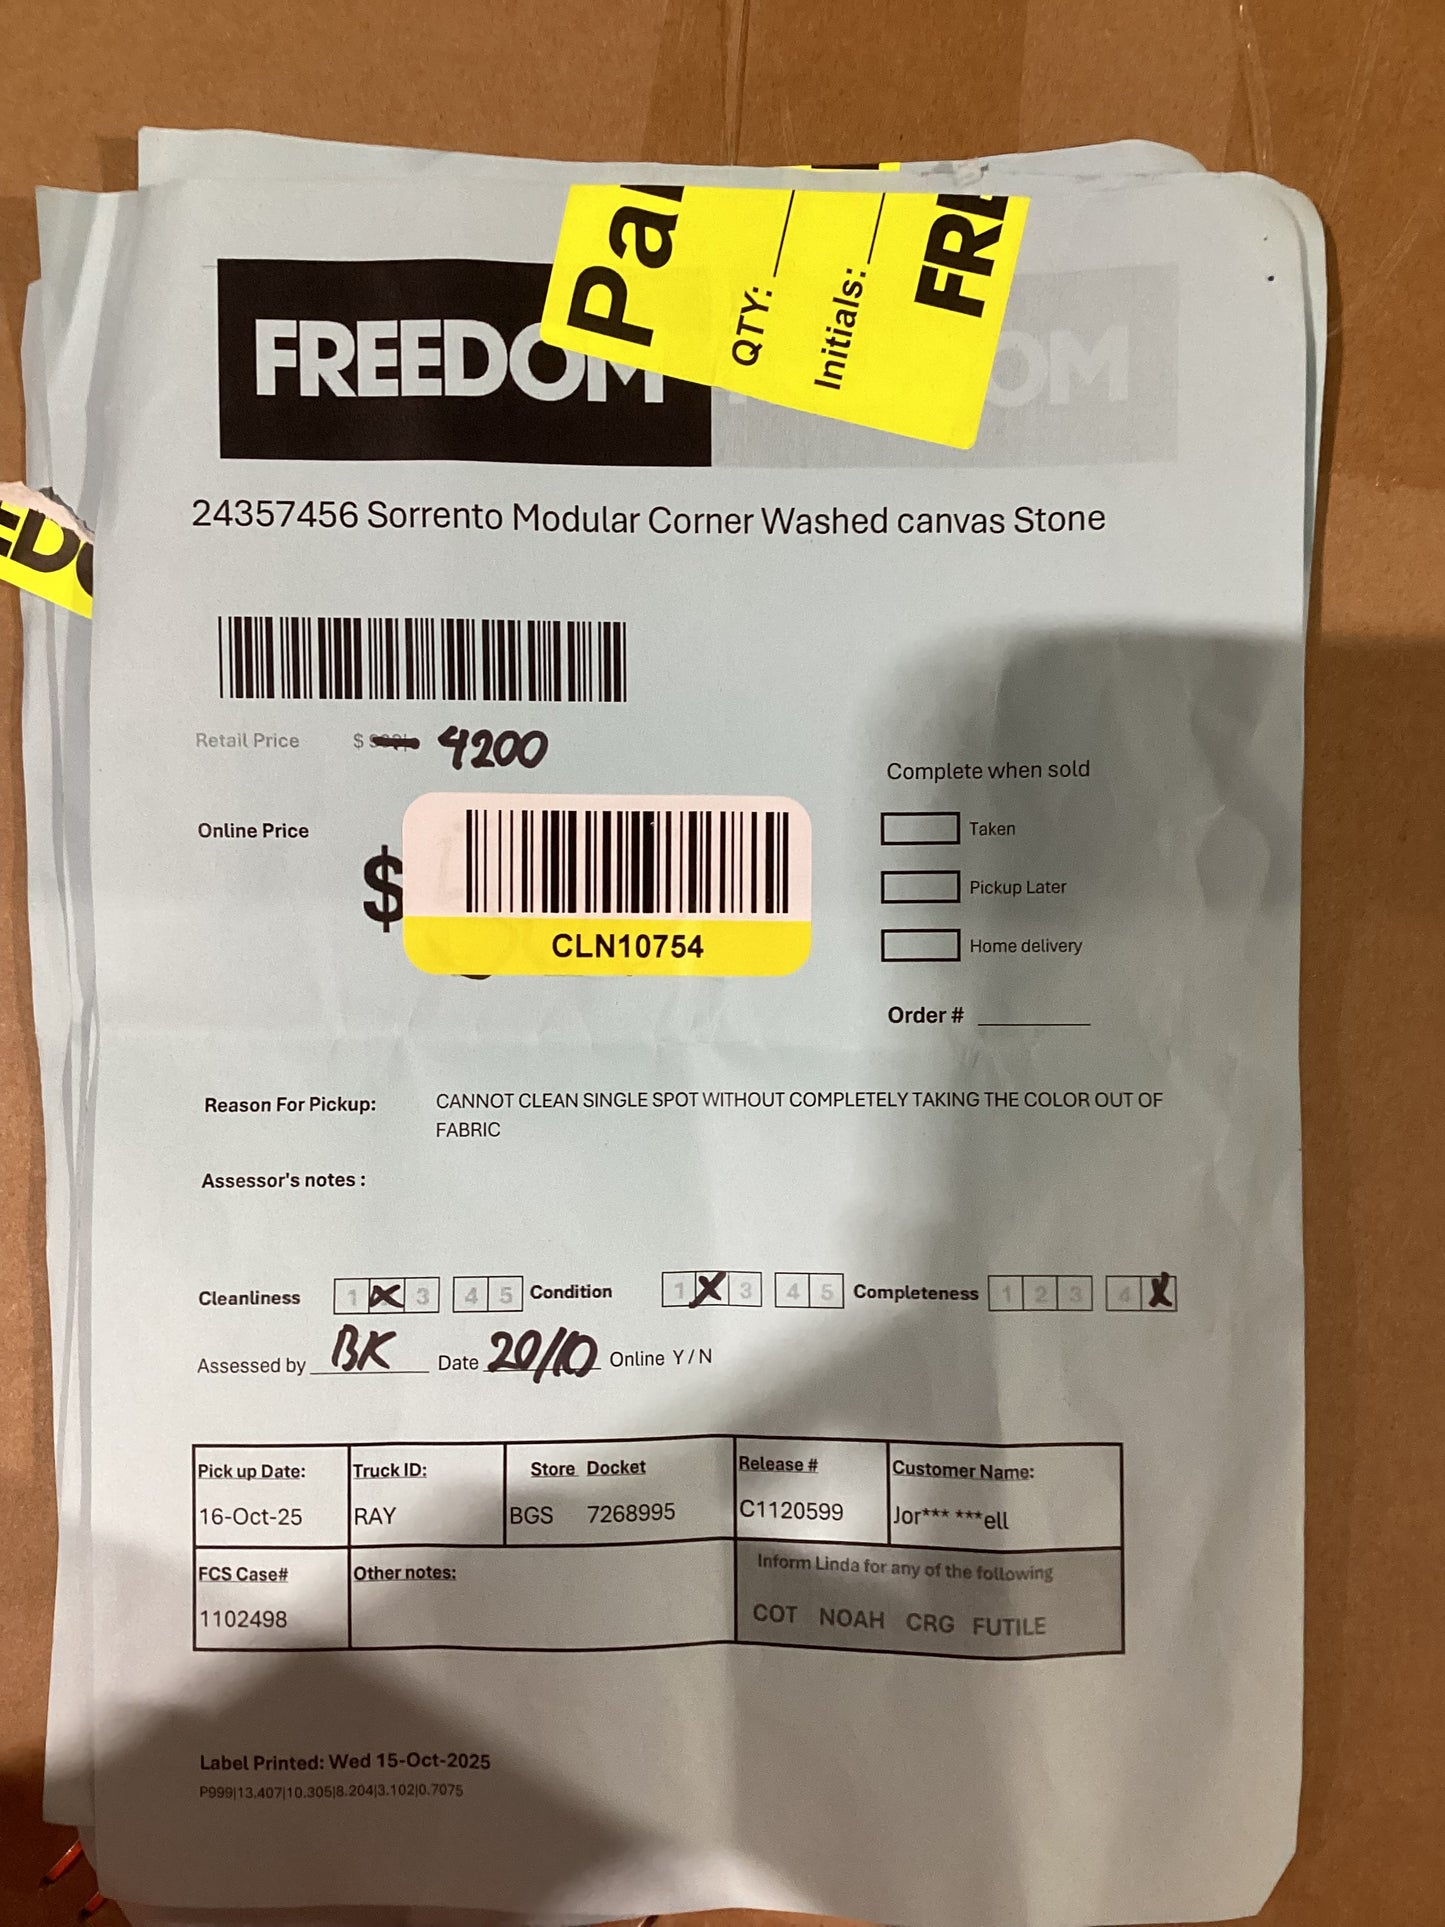 Pa
QTY:
Initials:
FRE
FREEDOM
OM
ED
24357456 Sorrento Modular Corner Washed canvas Stone
Retail Price $ 4200
Complete when sold
Online Price
$
Taken
Pickup Later
CLN10754
Home delivery
Order #
Reason For Pickup: CANNOT CLEAN SINGLE SPOT WITHOUT COMPLETELY TAKING THE COLOR OUT OF
FABRIC
Assessor's notes :
Cleanliness 1 3 4 5 Condition 1 3 4 5 Completeness 1 2 3 4
Assessed by BK Date 20/10 Online Y / N
Pick up Date: Truck ID: Store Docket Release # Customer Name:
16-Oct-25 RAY BGS 7268995 C1120599 Jor*** ***ell
FCS Case# Other notes: Inform Linda for any of the following
1102498 COT NOAH CRG FUTILE
Label Printed: Wed 15-Oct-2025
P999|13.407|10.305|8.204|3.102|0.7075